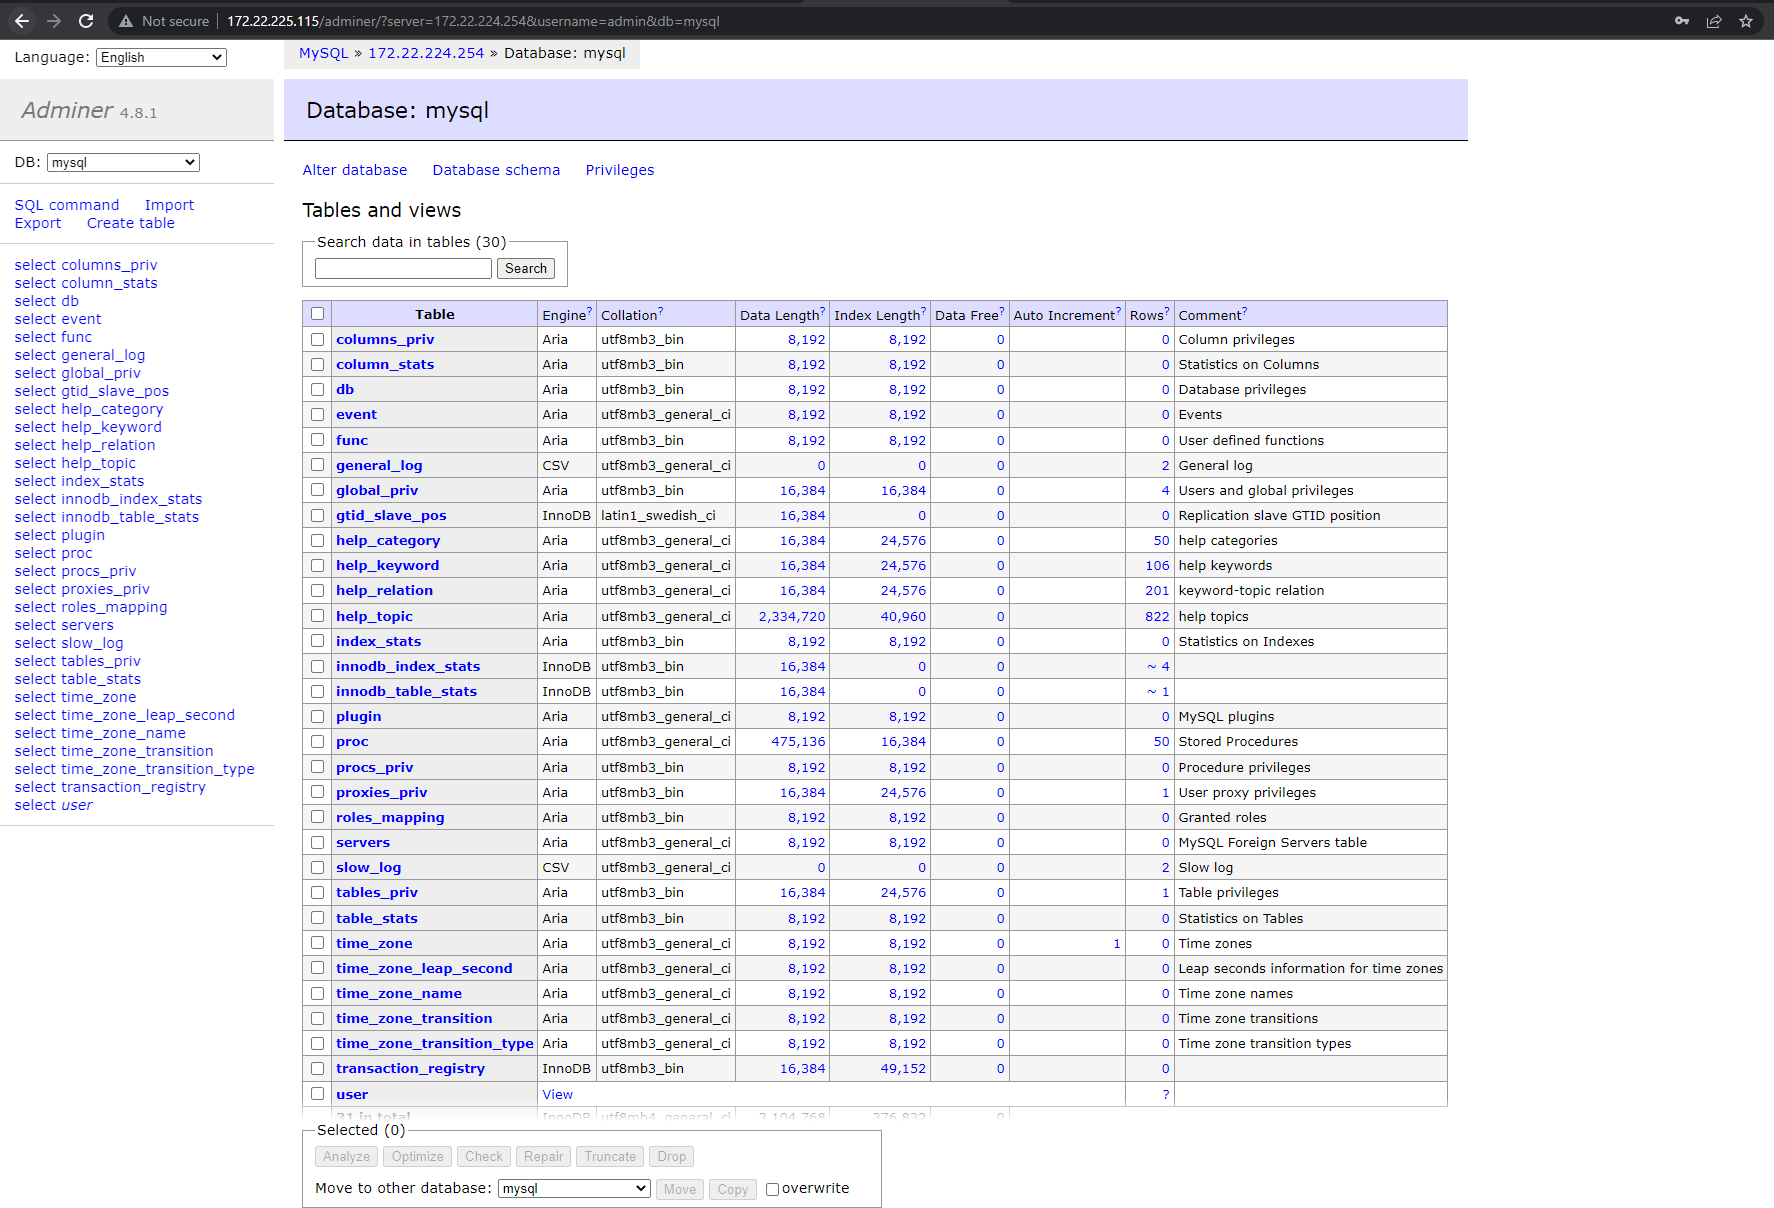 Not secure 172.22.225.115/adminer/?server=172.22.224.254&username=admin&db=mysql
Language: English
MySQL » 172.22.224.254 » Database: mysql
Adminer 4.8.1
Database: mysql
DB: mysql
SQL command Import
Export Create table
select columns_priv
select column_stats
select db
select event
select func
select general_log
select global_priv
select gtid_slave_pos
select help_category
select help_keyword
select help_relation
select help_topic
select index_stats
select innodb_index_stats
select innodb_table_stats
select plugin
select proc
select procs_priv
select proxies_priv
select roles_mapping
select servers
select slow_log
select tables_priv
select table_stats
select time_zone
select time_zone_leap_second
select time_zone_name
select time_zone_transition
select time_zone_transition_type
select transaction_registry
select user
Alter database Database schema Privileges
Tables and views
Search data in tables (30)
Search
Table Engine? Collation? Data Length? Index Length? Data Free? Auto Increment? Rows? Comment?
columns_priv Aria utf8mb3_bin 8,192 8,192 0 0 Column privileges
column_stats Aria utf8mb3_bin 8,192 8,192 0 0 Statistics on Columns
db Aria utf8mb3_bin 8,192 8,192 0 0 Database privileges
event Aria utf8mb3_general_ci 8,192 8,192 0 0 Events
func Aria utf8mb3_bin 8,192 8,192 0 0 User defined functions
general_log CSV utf8mb3_general_ci 0 0 0 2 General log
global_priv Aria utf8mb3_bin 16,384 16,384 0 4 Users and global privileges
gtid_slave_pos InnoDB latin1_swedish_ci 16,384 0 0 0 Replication slave GTID position
help_category Aria utf8mb3_general_ci 16,384 24,576 0 50 help categories
help_keyword Aria utf8mb3_general_ci 16,384 24,576 0 106 help keywords
help_relation Aria utf8mb3_general_ci 16,384 24,576 0 201 keyword-topic relation
help_topic Aria utf8mb3_general_ci 2,334,720 40,960 0 822 help topics
index_stats Aria utf8mb3_bin 8,192 8,192 0 0 Statistics on Indexes
innodb_index_stats InnoDB utf8mb3_bin 16,384 0 0 ~ 4
innodb_table_stats InnoDB utf8mb3_bin 16,384 0 0 ~ 1
plugin Aria utf8mb3_general_ci 8,192 8,192 0 0 MySQL plugins
proc Aria utf8mb3_general_ci 475,136 16,384 0 50 Stored Procedures
procs_priv Aria utf8mb3_bin 8,192 8,192 0 0 Procedure privileges
proxies_priv Aria utf8mb3_bin 16,384 24,576 0 1 User proxy privileges
roles_mapping Aria utf8mb3_bin 8,192 8,192 0 0 Granted roles
servers Aria utf8mb3_general_ci 8,192 8,192 0 0 MySQL Foreign Servers table
slow_log CSV utf8mb3_general_ci 0 0 0 2 Slow log
tables_priv Aria utf8mb3_bin 16,384 24,576 0 1 Table privileges
table_stats Aria utf8mb3_bin 8,192 8,192 0 0 Statistics on Tables
time_zone Aria utf8mb3_general_ci 8,192 8,192 0 1 0 Time zones
time_zone_leap_second Aria utf8mb3_general_ci 8,192 8,192 0 0 Leap seconds information for time zones
time_zone_name Aria utf8mb3_general_ci 8,192 8,192 0 0 Time zone names
time_zone_transition Aria utf8mb3_general_ci 8,192 8,192 0 0 Time zone transitions
time_zone_transition_type Aria utf8mb3_general_ci 8,192 8,192 0 0 Time zone transition types
transaction_registry InnoDB utf8mb3_bin 16,384 49,152 0 0
user View ?
31 in total InnoDB utf8mb4_general_ci 3,194,768 376,832 0
Selected (0)
Analyze Optimize Check Repair Truncate Drop
Move to other database: mysql Move Copy overwrite